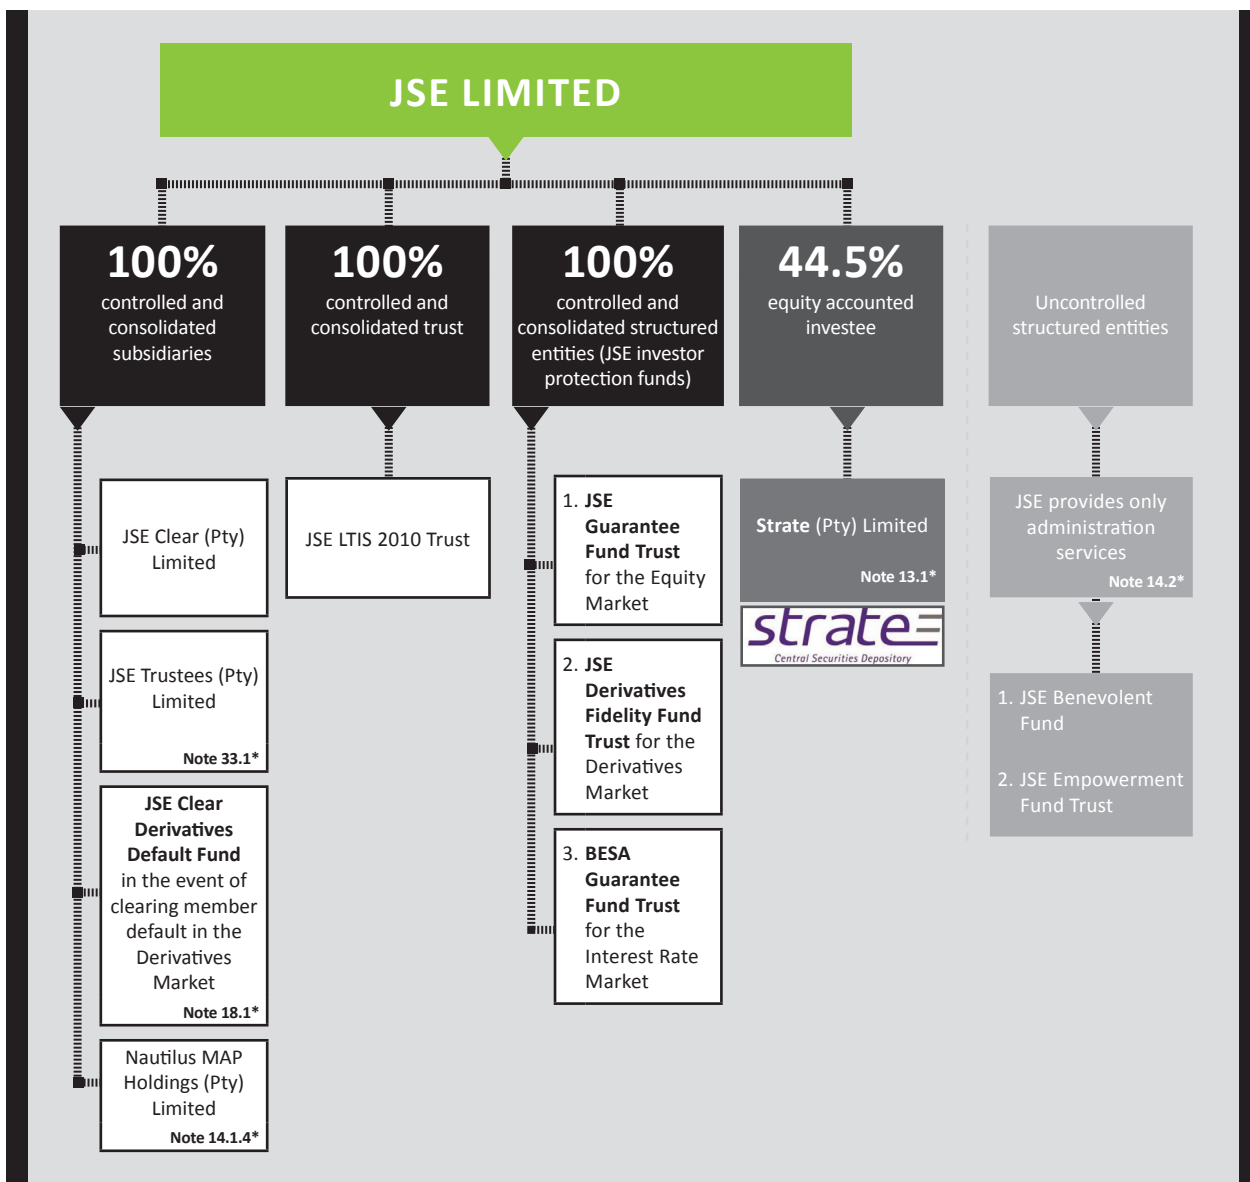 JSE LIMITED
100%
controlled and
consolidated
subsidiaries
JSE Clear (Pty)
Limited
JSE Trustees (Pty)
Limited
Note 33.1*
JSE Clear
Derivatives
Default Fund
in the event of
clearing member
default in the
Derivatives
Market
Note 18.1*
Nautilus MAP
Holdings (Pty)
Limited
Note 14.1.4*
100%
controlled and
consolidated trust
JSE LTIS 2010 Trust
100%
controlled and
consolidated structured
entities (JSE investor
protection funds)
1. JSE
Guarantee
Fund Trust
for the Equity
Market
2. JSE
Derivatives
Fidelity Fund
Trust for the
Derivatives
Market
3. BESA
Guarantee
Fund Trust
for the
Interest Rate
Market
44.5%
equity accounted
investee
Strate (Pty) Limited
Note 13.1*
strate
Central Securities Depository
Uncontrolled
structured entities
JSE provides only
administration
services
Note 14.2*
1. JSE Benevolent
Fund
2. JSE Empowerment
Fund Trust